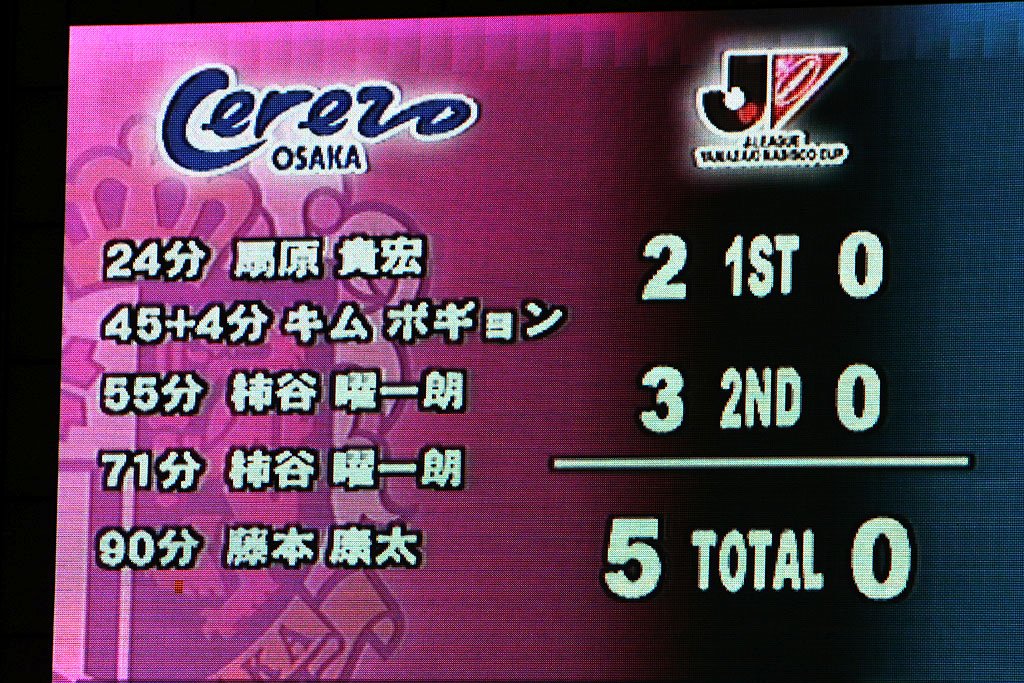 Cerezo
OSAKA
J.LEAGUE
YAMAZAKI NABISCO CUP
24分 扇原 貴宏
45+4分 キム ボギョン
55分 柿谷 曜一朗
71分 柿谷 曜一朗
90分 藤本 康太
2 1ST 0
3 2ND 0
5 TOTAL 0
KA